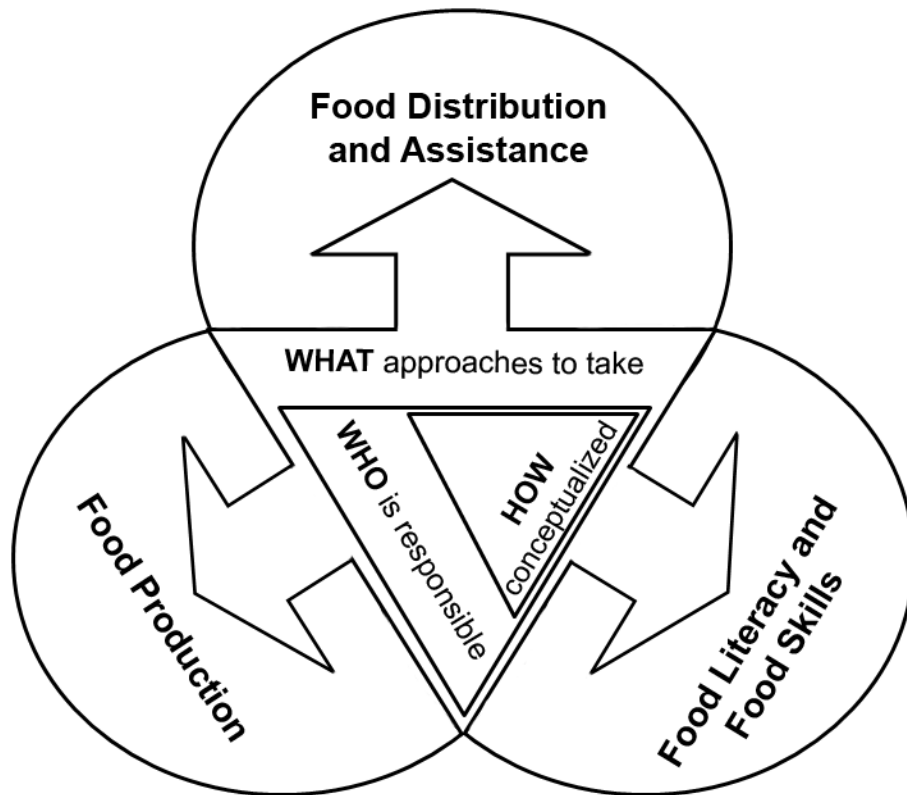 Food Distribution
and Assistance
WHAT approaches to take
WHO is responsible
HOW
conceptualized
Food Production
Food Literacy and
Food Skills